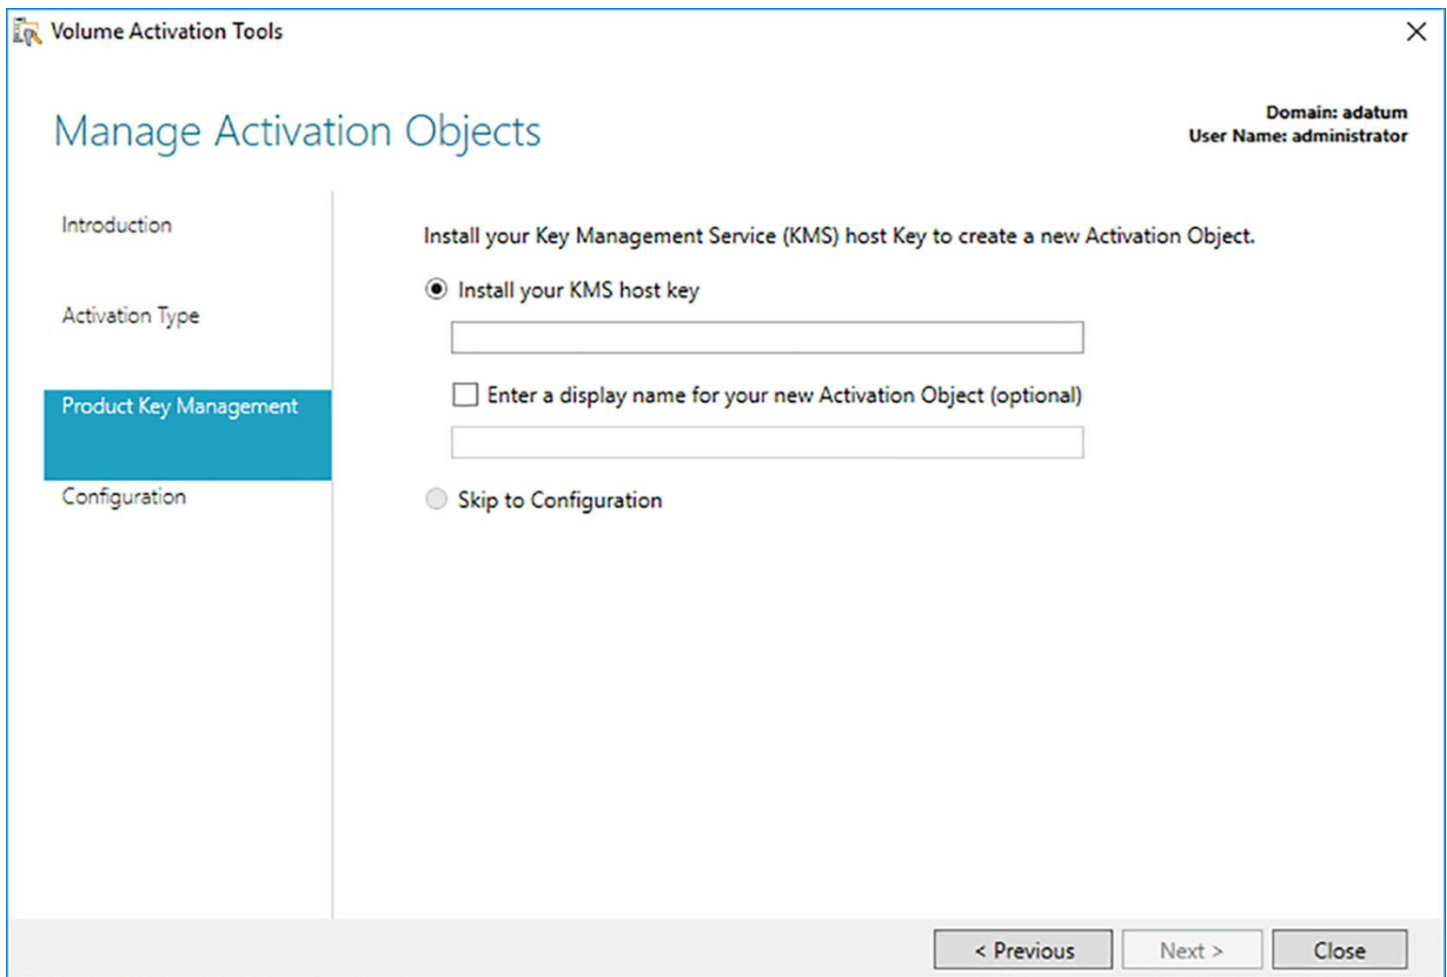 Volume Activation Tools
Manage Activation Objects
Domain: adatum
User Name: administrator
Introduction
Activation Type
Product Key Management
Configuration
Install your Key Management Service (KMS) host Key to create a new Activation Object.
Install your KMS host key
Enter a display name for your new Activation Object (optional)
Skip to Configuration
< Previous
Next >
Close